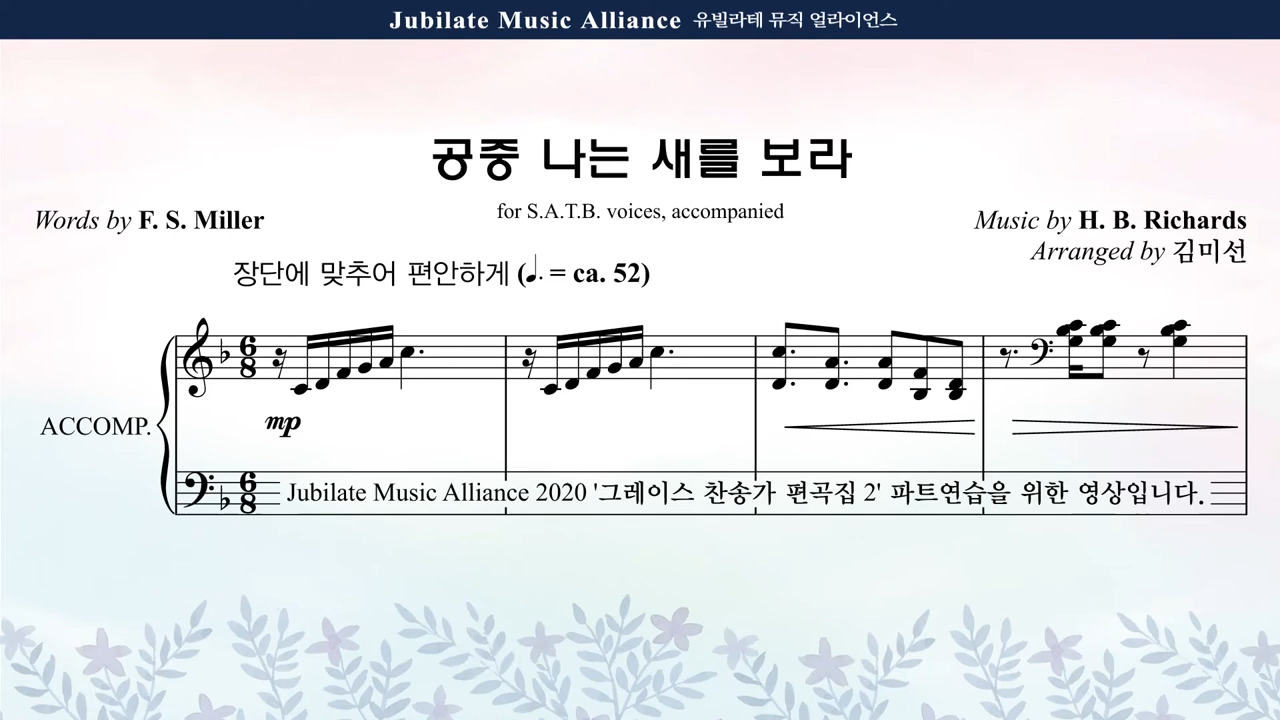 Jubilate Music Alliance 유빌라테 뮤직 얼라이언스
공중 나는 새를 보라
for S.A.T.B. voices, accompanied
Words by F. S. Miller
Music by H. B. Richards
Arranged by 김미선
장단에 맞추어 편안하게 (♩. = ca. 52)
6 8
mp
ACCOMP.
6 8
Jubilate Music Alliance 2020 '그레이스 찬송가 편곡집 2' 파트연습을 위한 영상입니다.